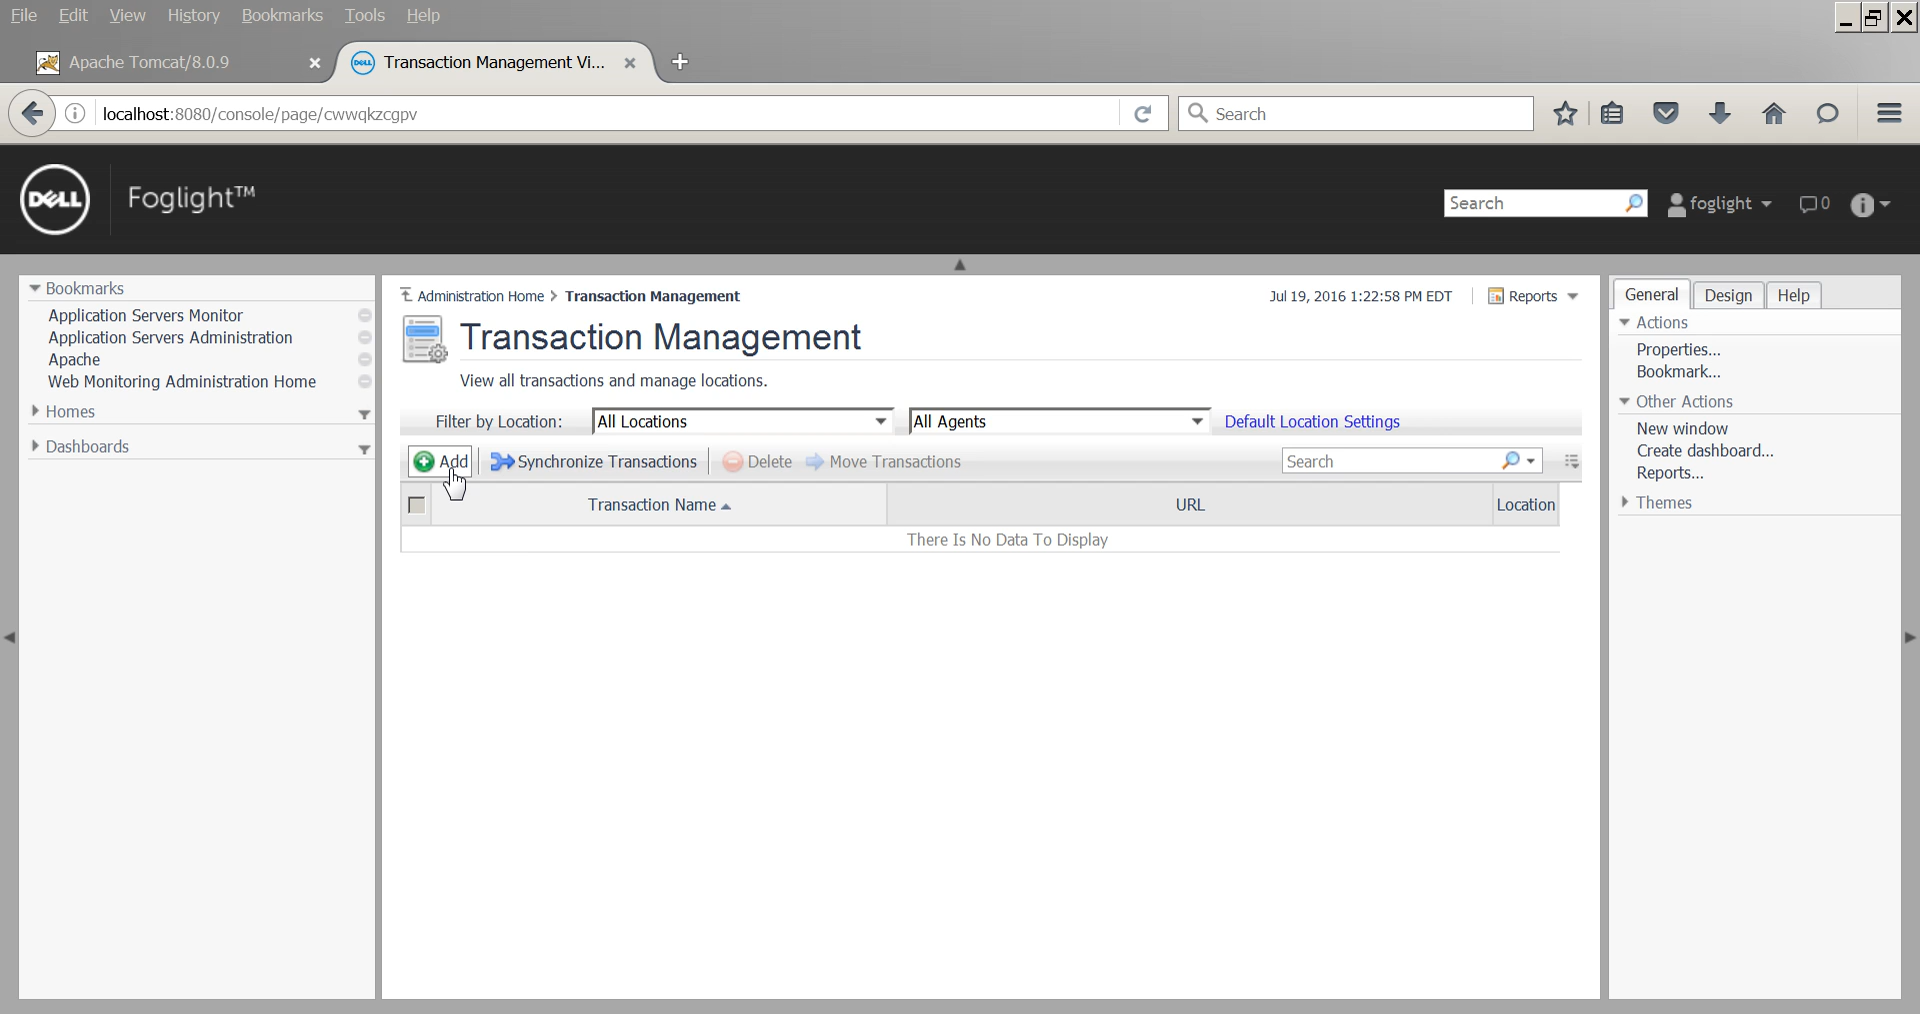 File Edit View History Bookmarks Tools Help
Apache Tomcat/8.0.9 Transaction Management Vi...
localhost:8080/console/page/cwwqkzcgpv Search
DELL Foglight™ Search foglight 0
Bookmarks
Application Servers Monitor
Application Servers Administration
Apache
Web Monitoring Administration Home
Homes
Dashboards
Administration Home > Transaction Management Jul 19, 2016 1:22:58 PM EDT Reports
Transaction Management
View all transactions and manage locations.
Filter by Location: All Locations All Agents Default Location Settings
Add Synchronize Transactions Delete Move Transactions Search
Transaction Name URL Location
There Is No Data To Display
General Design Help
Actions
Properties...
Bookmark...
Other Actions
New window
Create dashboard...
Reports...
Themes